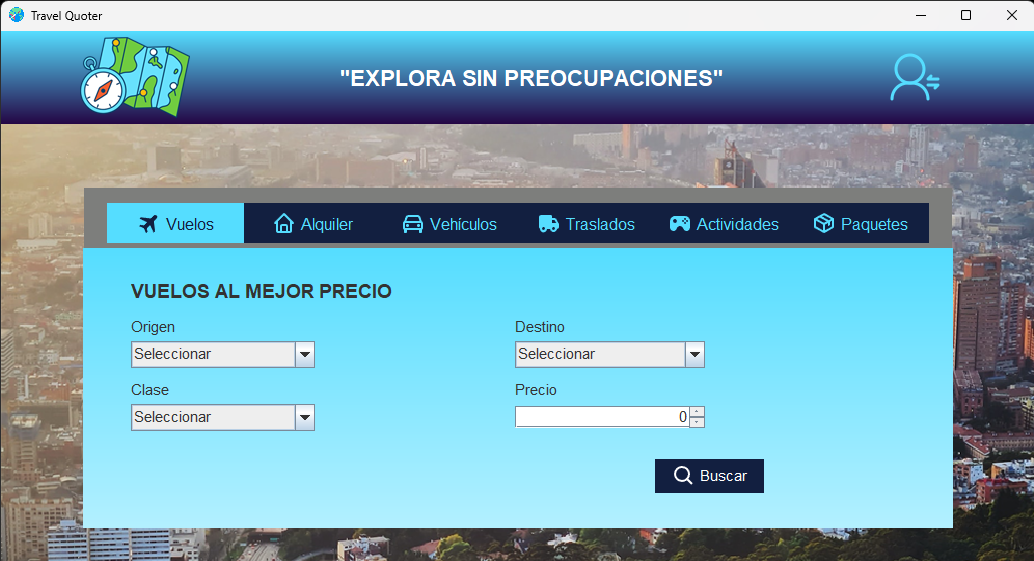 Travel Quoter
"EXPLORA SIN PREOCUPACIONES"
Vuelos Alquiler Vehículos Traslados Actividades Paquetes
VUELOS AL MEJOR PRECIO
Origen Destino
Seleccionar Seleccionar
Clase Precio
Seleccionar 0
Buscar